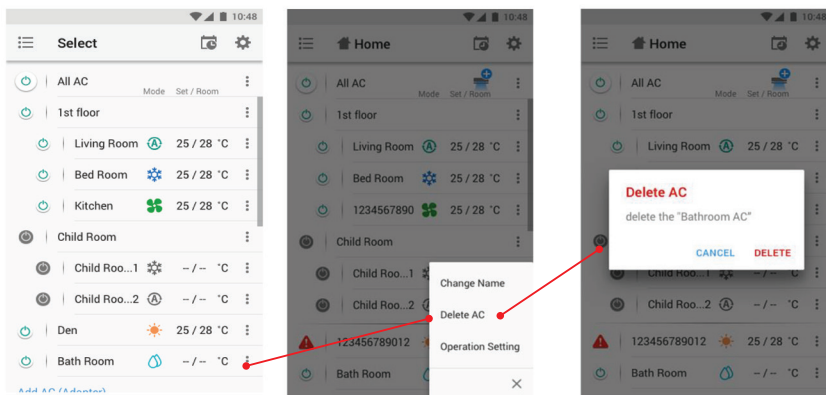 10:48
Select
All AC
Mode Set / Room
1st floor
Living Room 25 / 28 °C
Bed Room 25 / 28 °C
Kitchen 25 / 28 °C
Child Room
Child Roo...1 -- / -- °C
Child Roo...2 -- / -- °C
Den 25 / 28 °C
Bath Room -- / -- °C
Add AC (Adapter)
10:48
Home
All AC
Mode Set / Room
1st floor
Living Room 25 / 28 °C
Bed Room 25 / 28 °C
1234567890 25 / 28 °C
Child Room
Child Roo...1
Child Roo...2
123456789012
Bath Room
Change Name
Delete AC
Operation Setting
10:48
Home
All AC
Mode Set / Room
1st floor
Living Room 25 / 28 °C
Delete AC
delete the "Bathroom AC"
CANCEL DELETE
Child Roo...1 -- / -- °C
Child Roo...2 -- / -- °C
123456789012 25 / 28 °C
Bath Room -- / -- °C